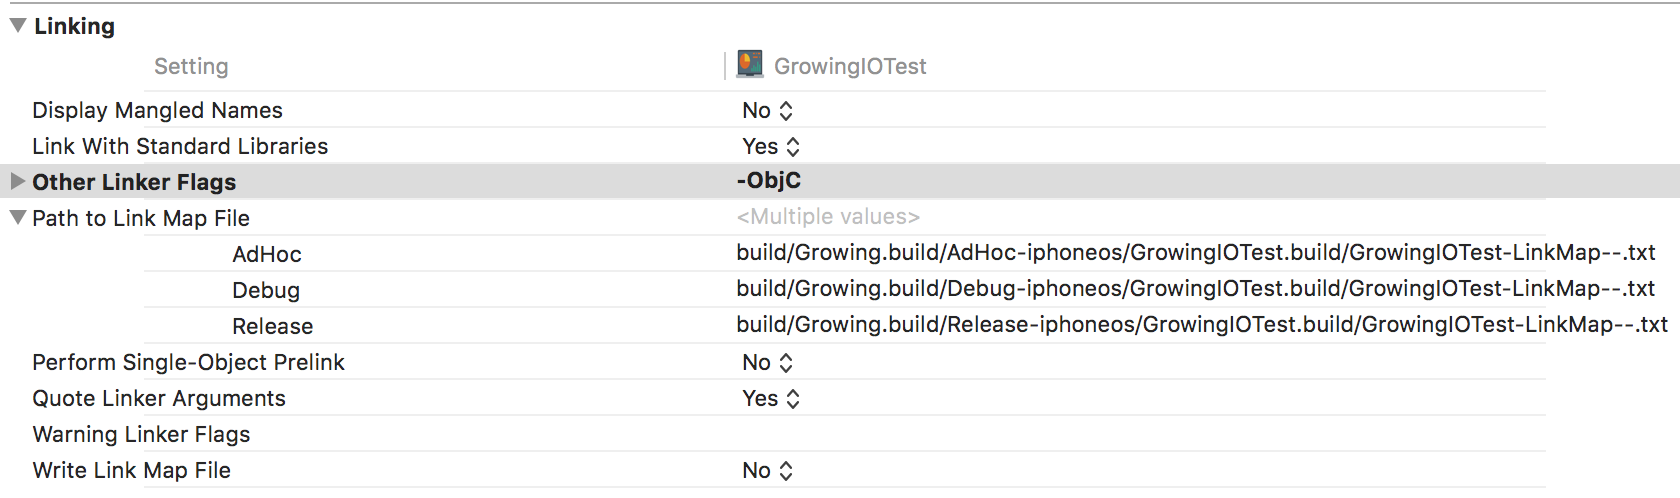 Linking
Setting GrowingIOTest
Display Mangled Names No
Link With Standard Libraries Yes
Other Linker Flags -ObjC
Path to Link Map File <Multiple values>
AdHoc build/Growing.build/AdHoc-iphoneos/GrowingIOTest.build/GrowingIOTest-LinkMap--.txt
Debug build/Growing.build/Debug-iphoneos/GrowingIOTest.build/GrowingIOTest-LinkMap--.txt
Release build/Growing.build/Release-iphoneos/GrowingIOTest.build/GrowingIOTest-LinkMap--.txt
Perform Single-Object Prelink No
Quote Linker Arguments Yes
Warning Linker Flags
Write Link Map File No